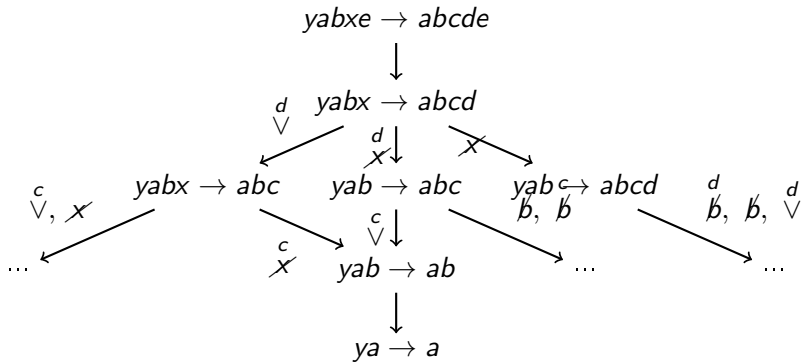 yabxe → abcde
yabx → abcd
d
∨
d
x̸
x̸
yabx → abc
yab → abc
yab → abcd
c
∨, x̸
c
b̸, b̸
d
b̸, b̸, d
∨
c
∨
c
x̸
...
yab → ab
...
...
ya → a